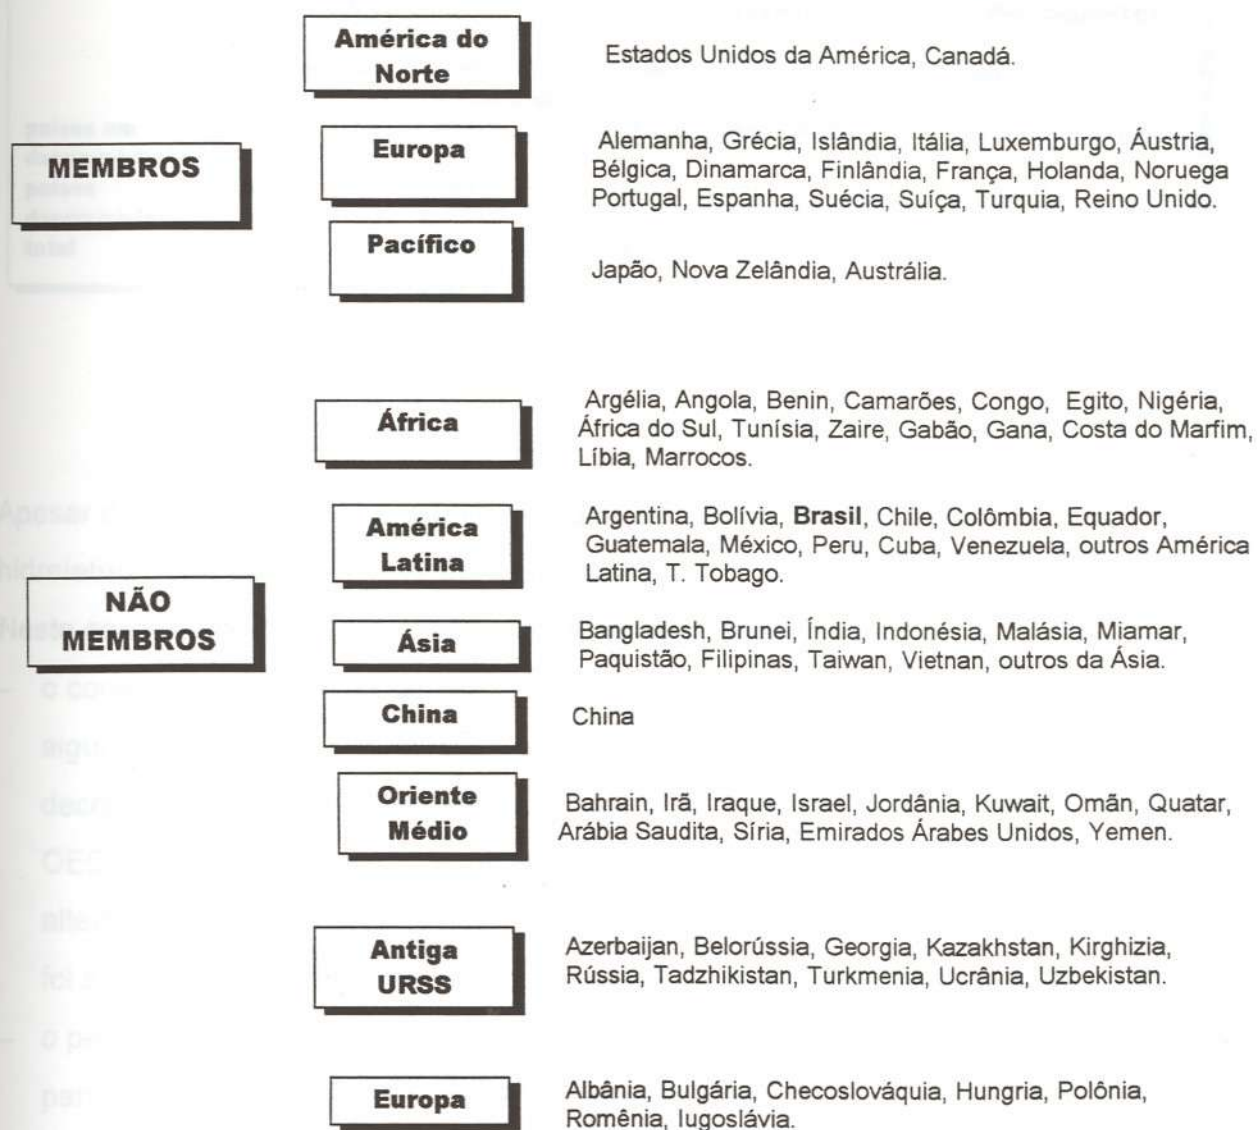 América do
Norte
Estados Unidos da América, Canadá.
MEMBROS
Europa
Alemanha, Grécia, Islândia, Itália, Luxemburgo, Áustria,
Bélgica, Dinamarca, Finlândia, França, Holanda, Noruega
Portugal, Espanha, Suécia, Suíça, Turquia, Reino Unido.
Pacífico
Japão, Nova Zelândia, Austrália.
NÃO
MEMBROS
África
Argélia, Angola, Benin, Camarões, Congo, Egito, Nigéria,
África do Sul, Tunísia, Zaire, Gabão, Gana, Costa do Marfim,
Líbia, Marrocos.
América
Latina
Argentina, Bolívia, Brasil, Chile, Colômbia, Equador,
Guatemala, México, Peru, Cuba, Venezuela, outros América
Latina, T. Tobago.
Ásia
Bangladesh, Brunei, Índia, Indonésia, Malásia, Miamar,
Paquistão, Filipinas, Taiwan, Vietnan, outros da Ásia.
China
China
Oriente
Médio
Bahrain, Irã, Iraque, Israel, Jordânia, Kuwait, Omãn, Quatar,
Arábia Saudita, Síria, Emirados Árabes Unidos, Yemen.
Antiga
URSS
Azerbaijan, Belorússia, Georgia, Kazakhstan, Kirghizia,
Rússia, Tadzhikistan, Turkmenia, Ucrânia, Uzbekistan.
Europa
Albânia, Bulgária, Checoslováquia, Hungria, Polônia,
Romênia, Iugoslávia.